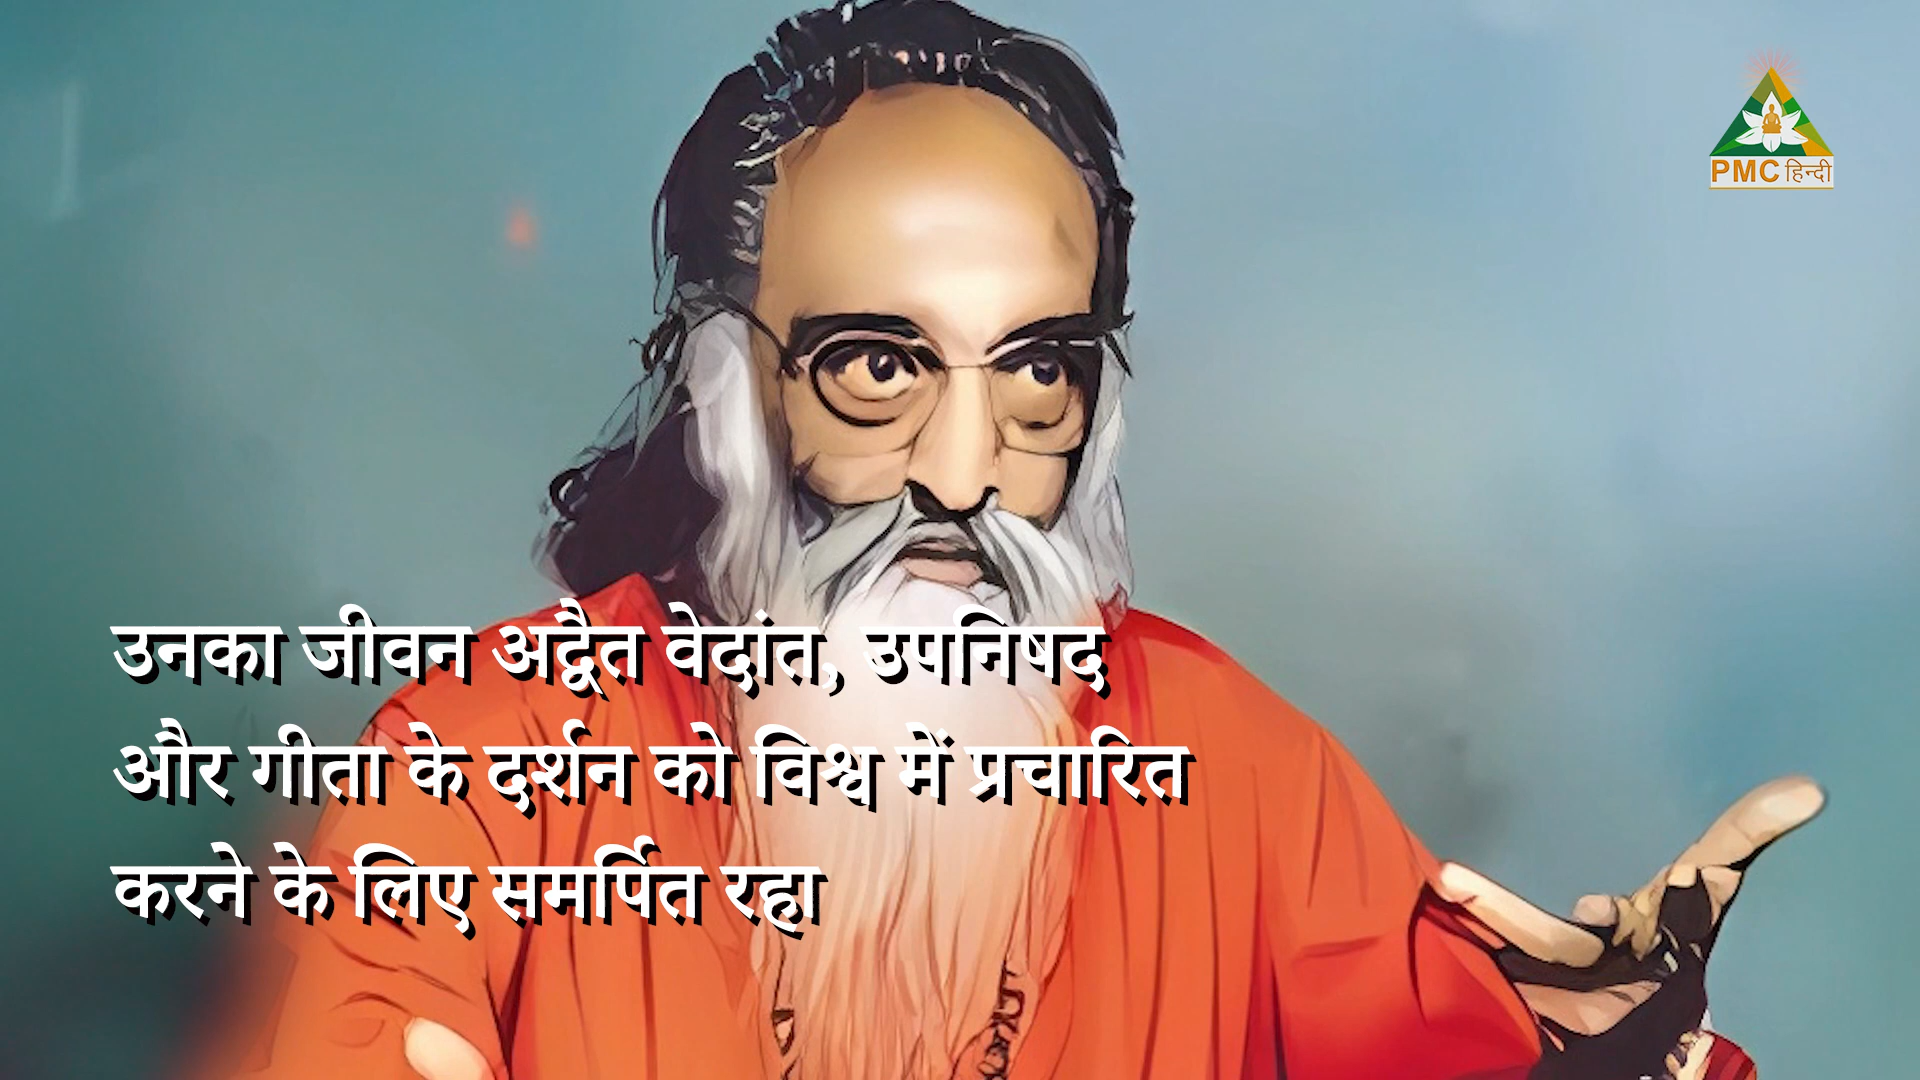 PMC हिन्दी
उनका जीवन अद्वैत वेदांत, उपनिषद
और गीता के दर्शन को विश्व में प्रचारित
करने के लिए समर्पित रहा